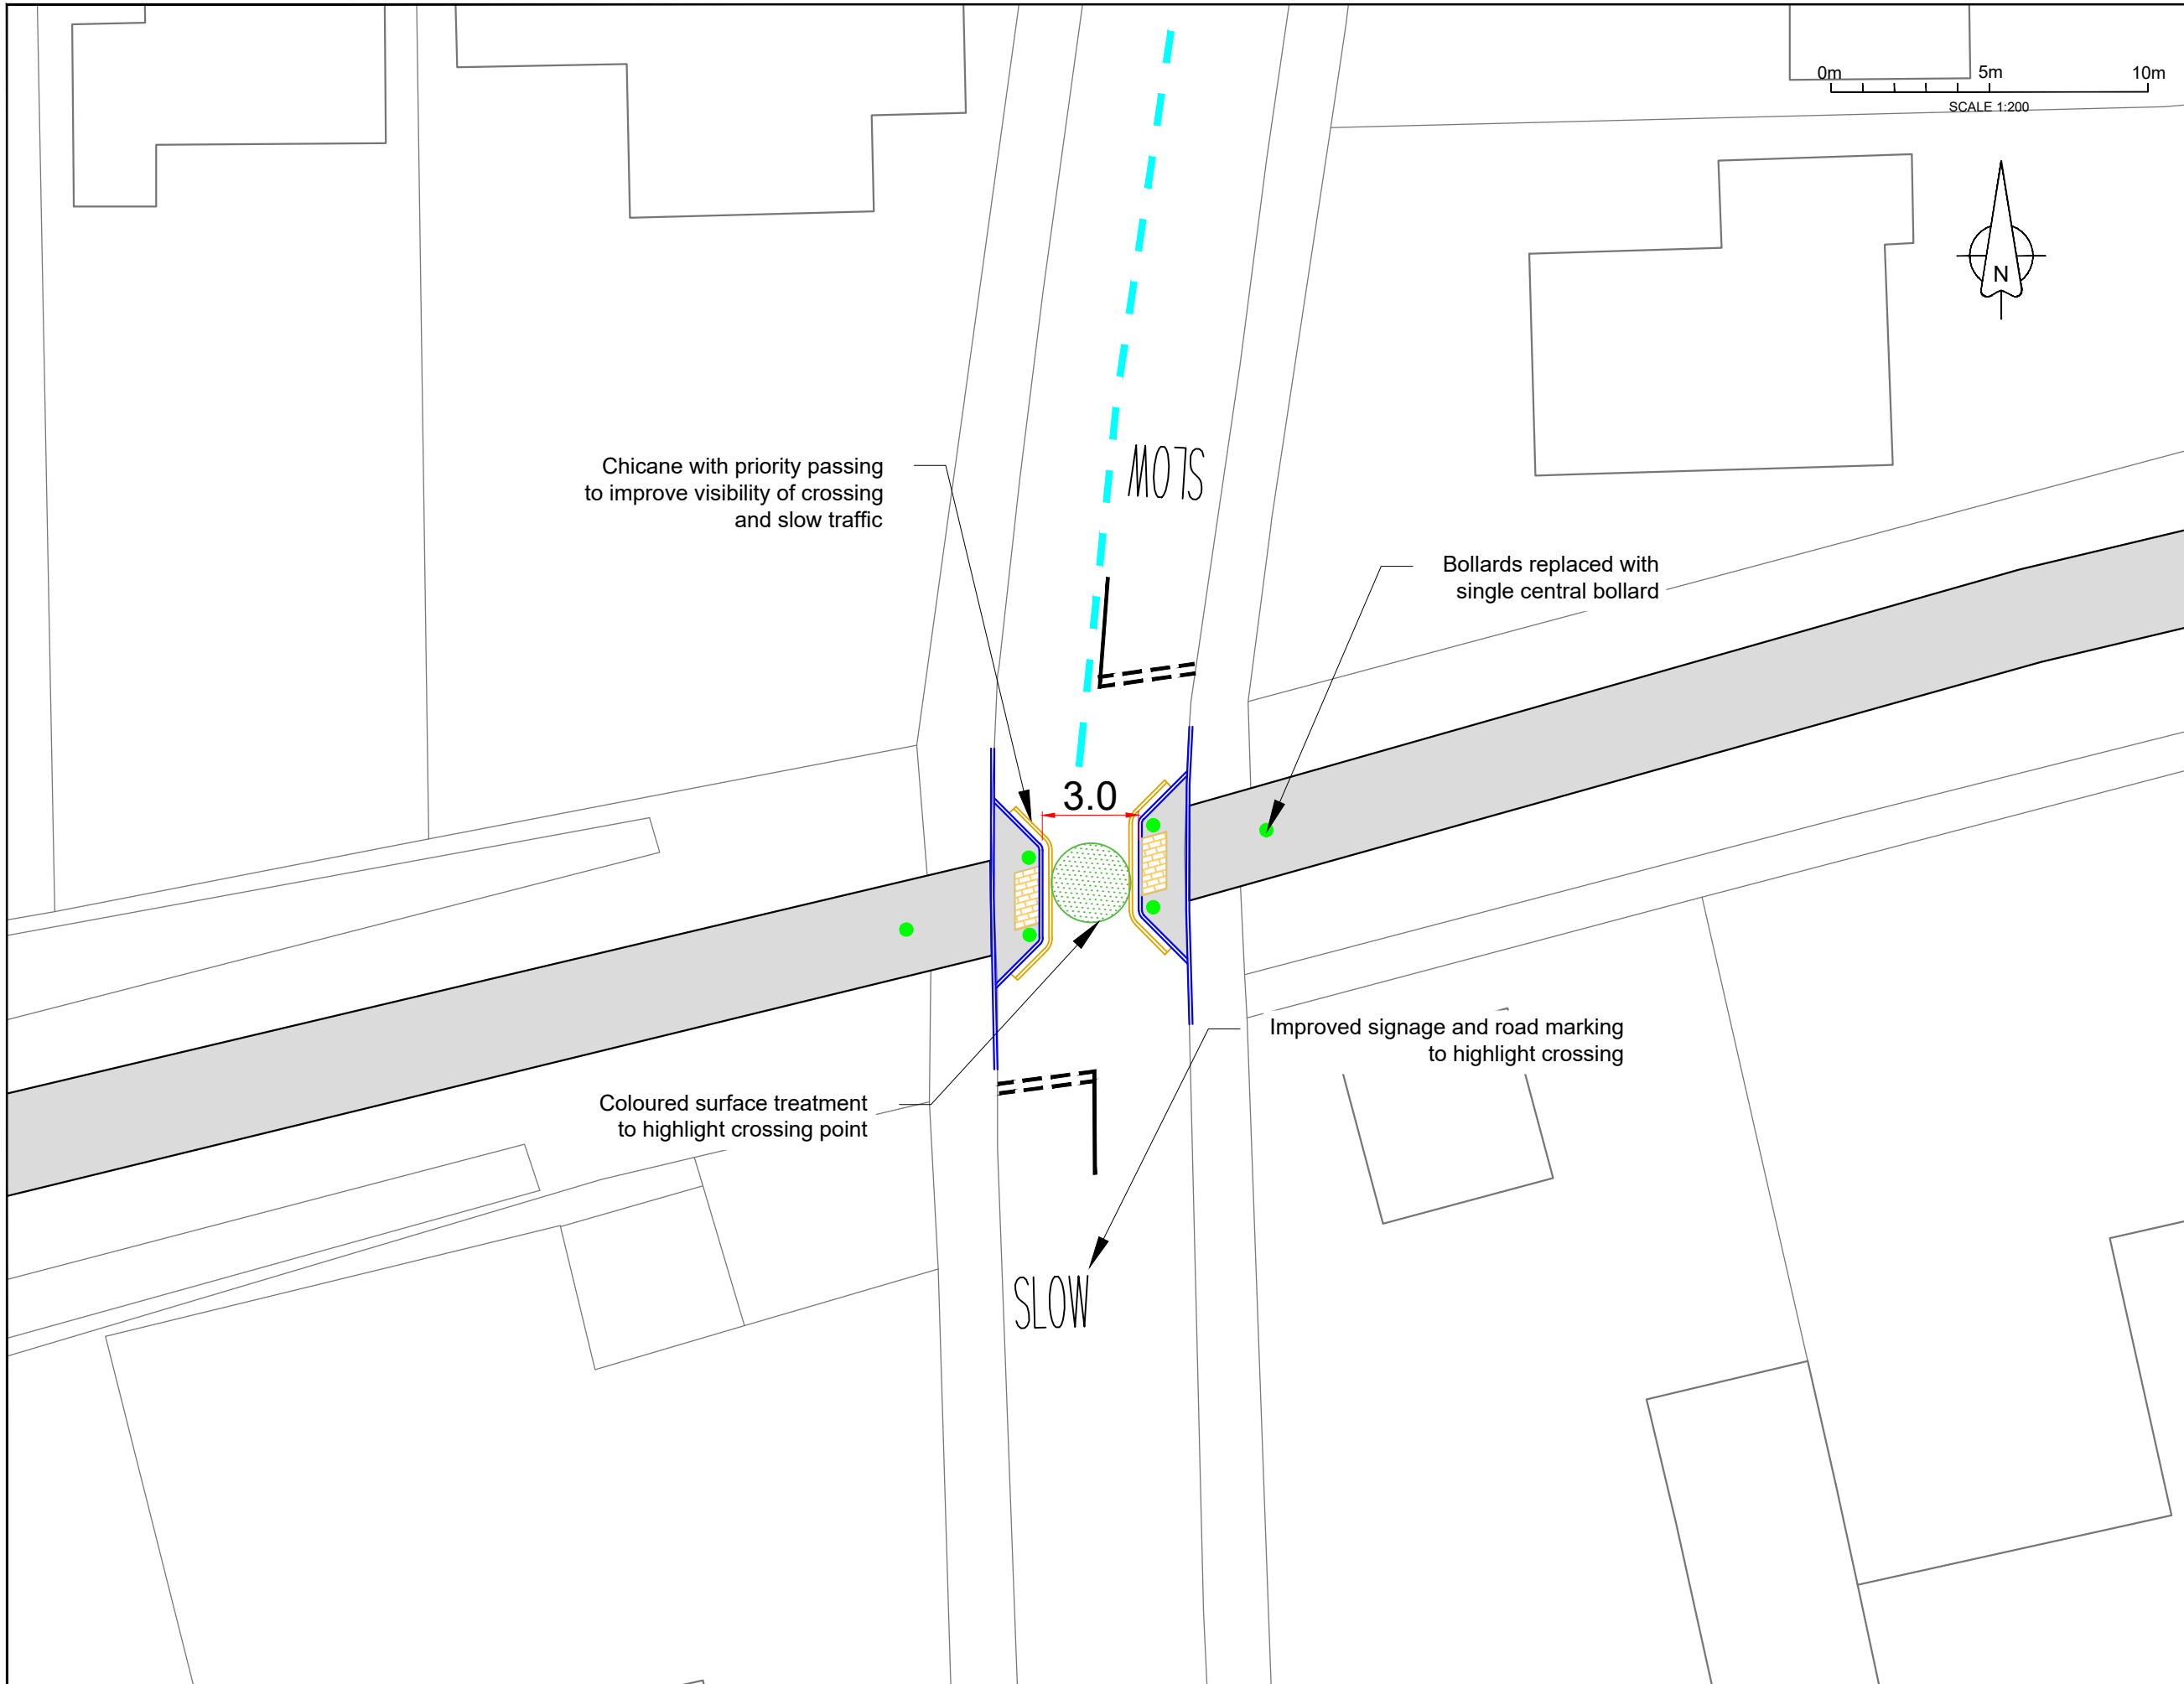 0m 5m 10m
SCALE 1:200
N
SLOW
Chicane with priority passing
to improve visibility of crossing
and slow traffic
Bollards replaced with
single central bollard
3.0
Improved signage and road marking
to highlight crossing
Coloured surface treatment
to highlight crossing point
SLOW